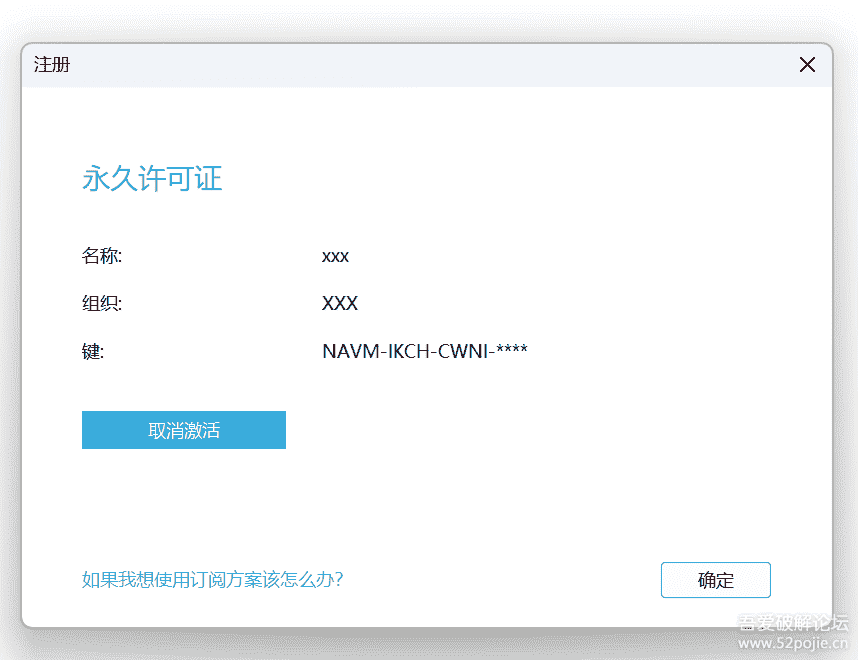 注册
永久许可证
名称: xxx
组织: XXX
键: NAVM-IKCH-CWNI-****
取消激活
如果我想使用订阅方案该怎么办?
确定
吾爱破解论坛
www.52pojie.cn